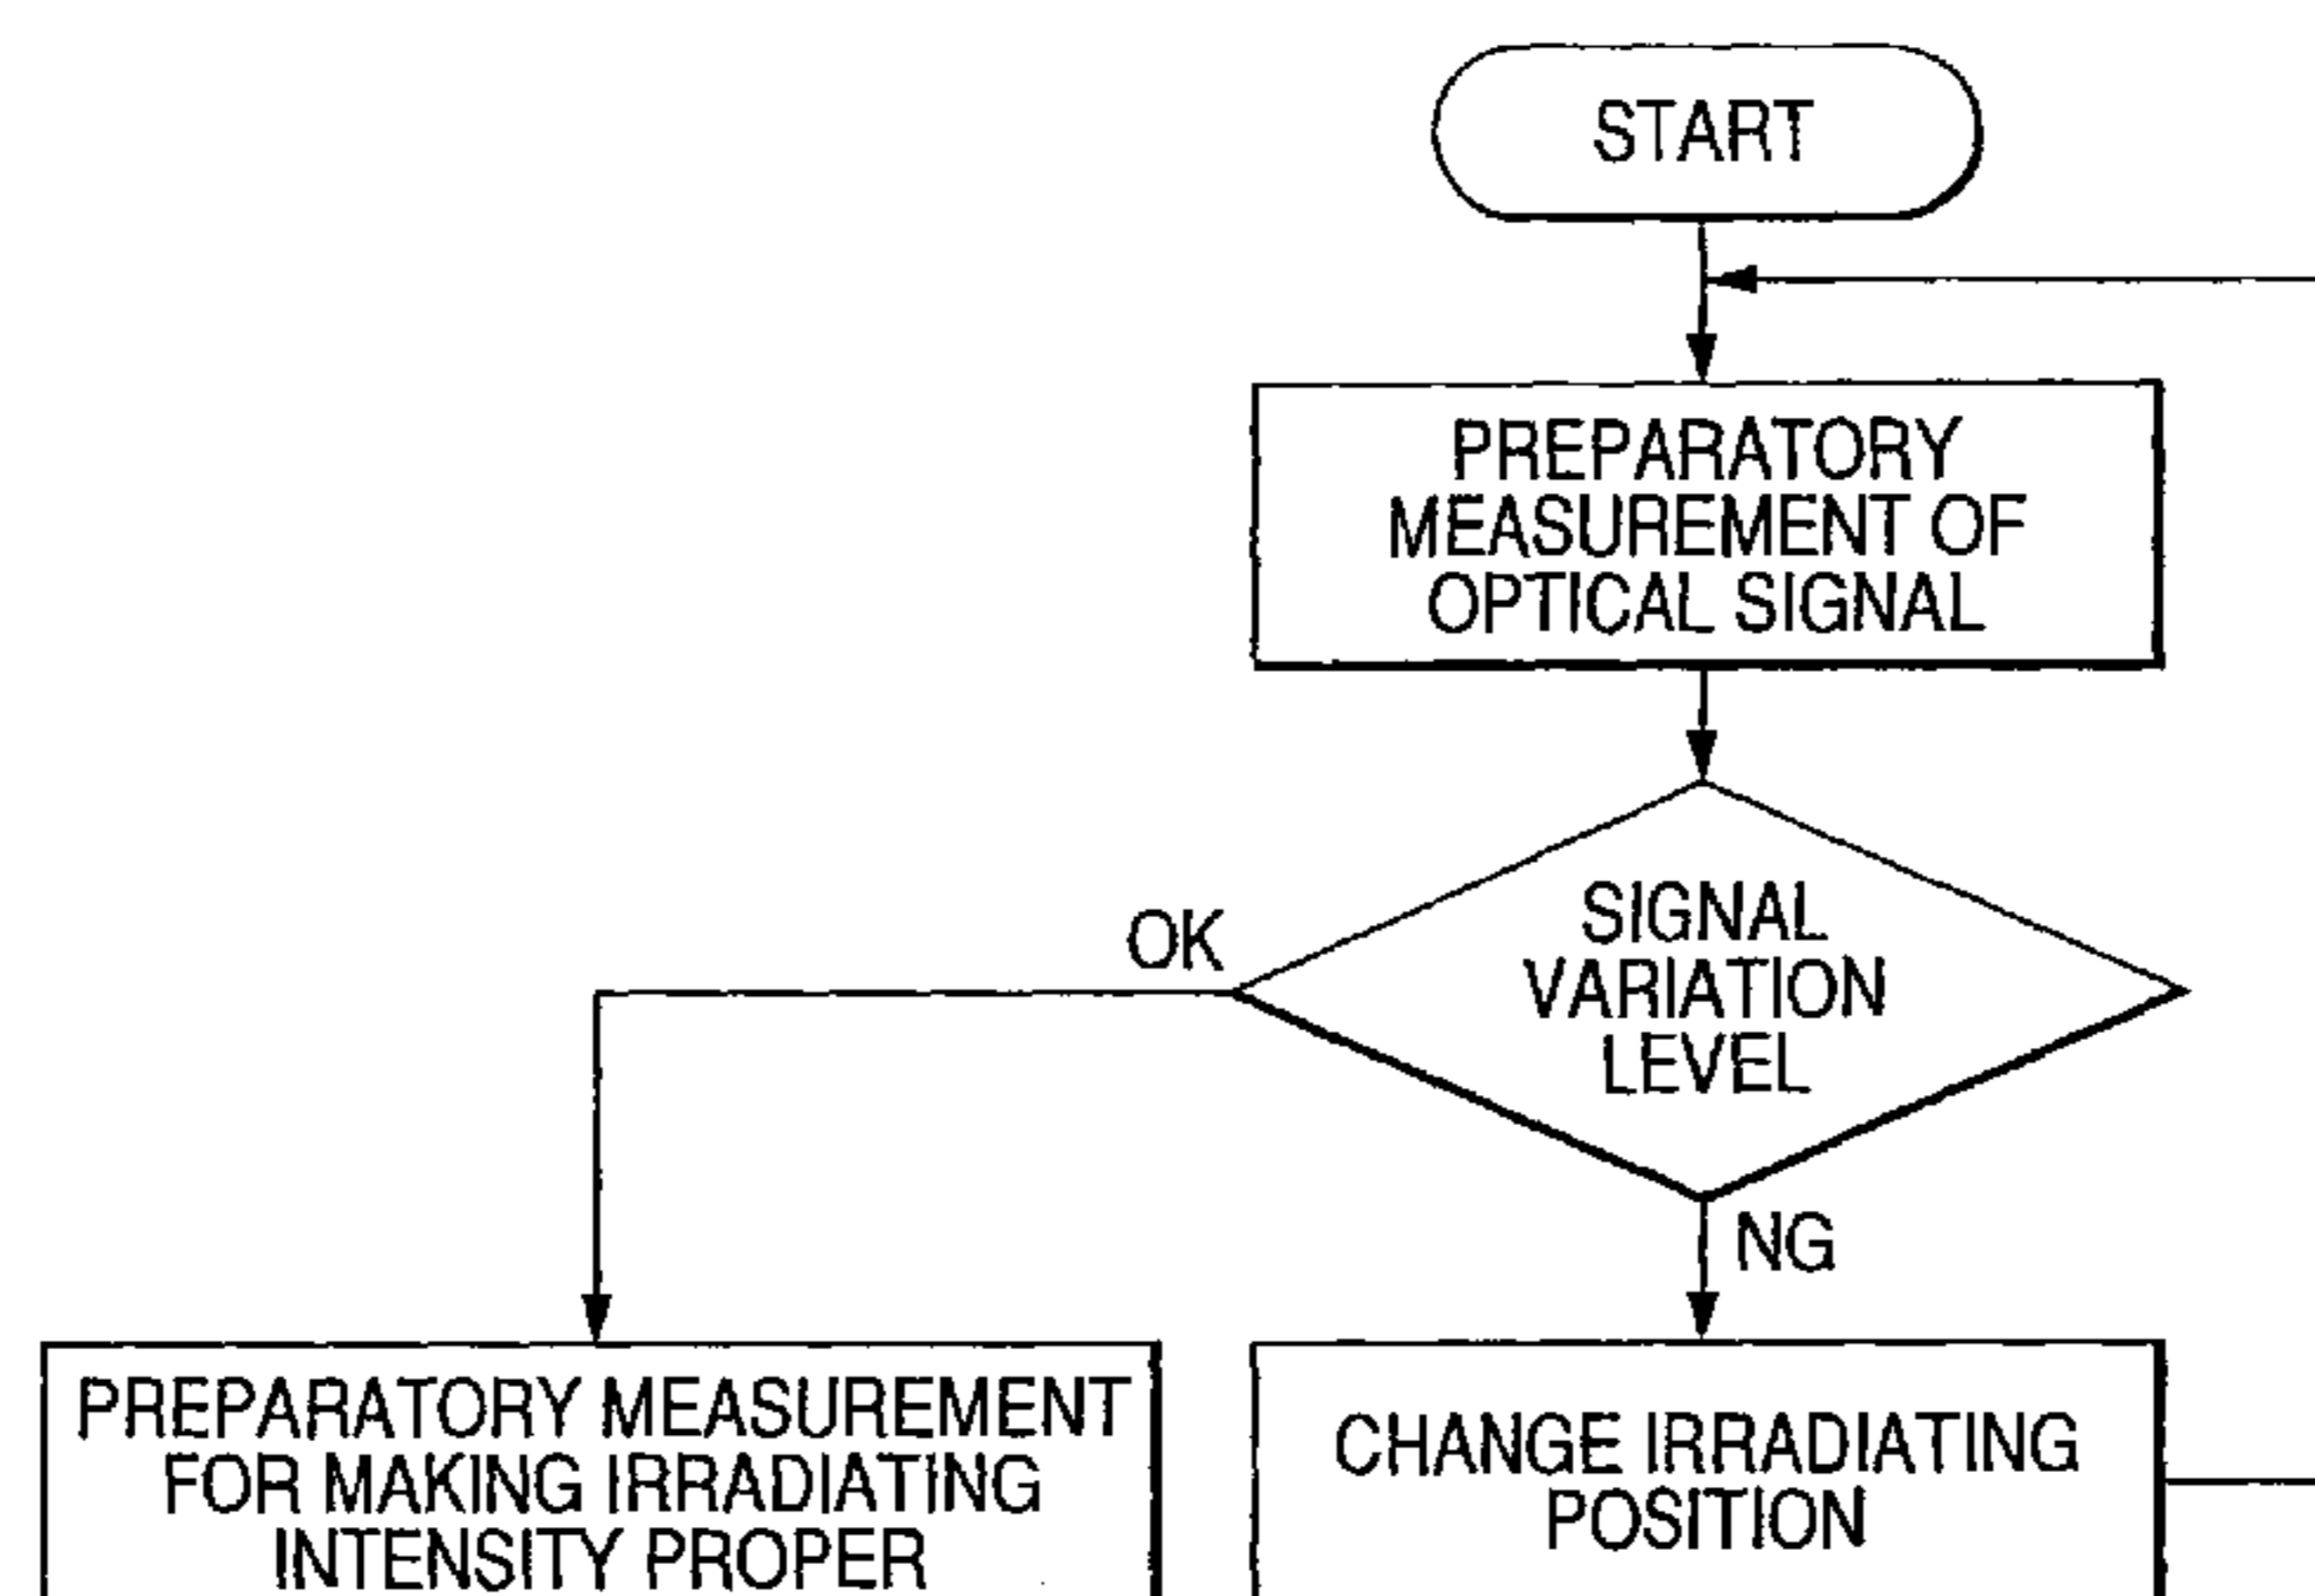 START
PREPARATORY
MEASUREMENT OF
OPTICAL SIGNAL
SIGNAL
VARIATION
LEVEL
OK
NG
PREPARATORY MEASUREMENT
FOR MAKING IRRADIATING
INTENSITY PROPER
CHANGE IRRADIATING
POSITION